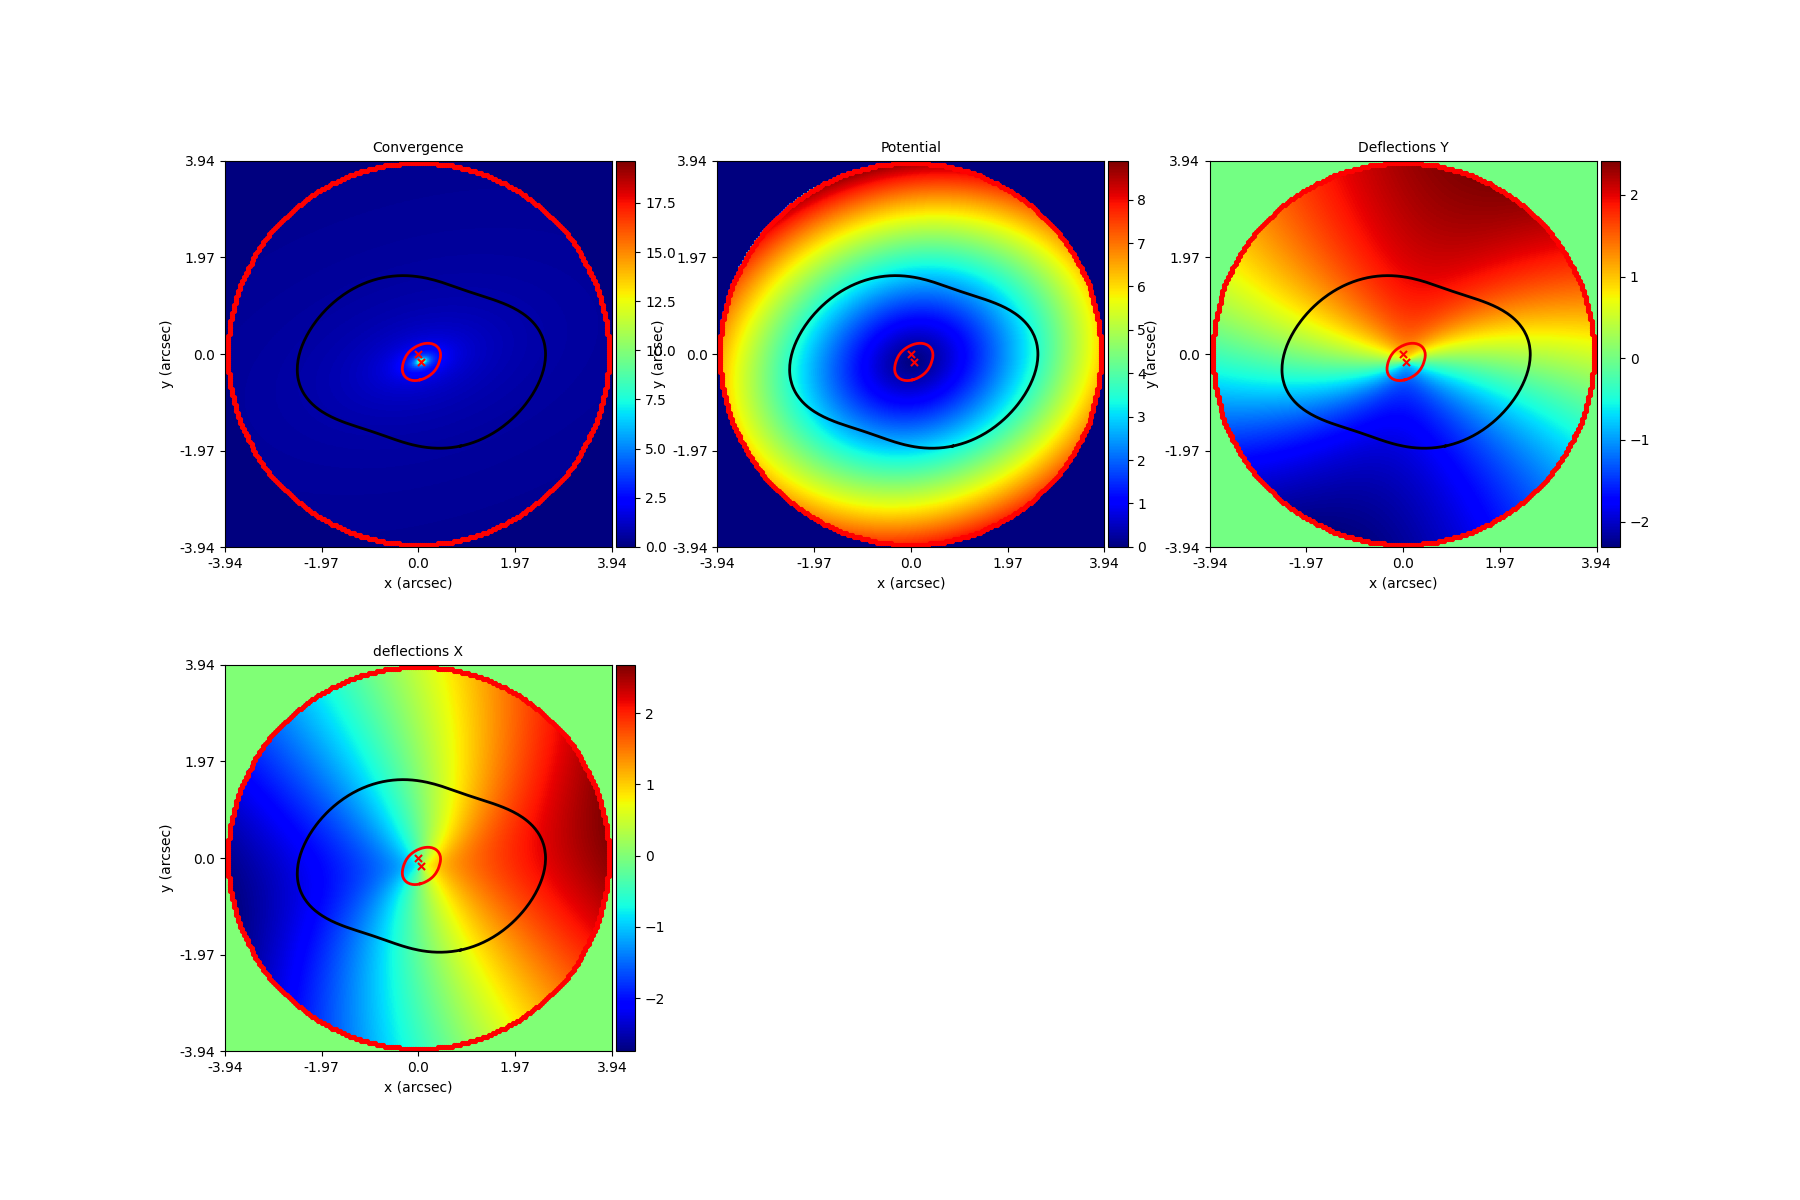 Convergence
3.94
1.97
0.0
-1.97
-3.94
y (arcsec)
-3.94 -1.97 0.0 1.97 3.94
x (arcsec)
17.5
15.0
12.5
10.0
7.5
5.0
2.5
0.0
Potential
3.94
1.97
0.0
-1.97
-3.94
y (arcsec)
-3.94 -1.97 0.0 1.97 3.94
x (arcsec)
8
7
6
5
4
3
2
1
0
Deflections Y
3.94
1.97
0.0
-1.97
-3.94
y (arcsec)
-3.94 -1.97 0.0 1.97 3.94
x (arcsec)
2
1
0
−1
−2
deflections X
3.94
1.97
0.0
-1.97
-3.94
y (arcsec)
-3.94 -1.97 0.0 1.97 3.94
x (arcsec)
2
1
0
−1
−2